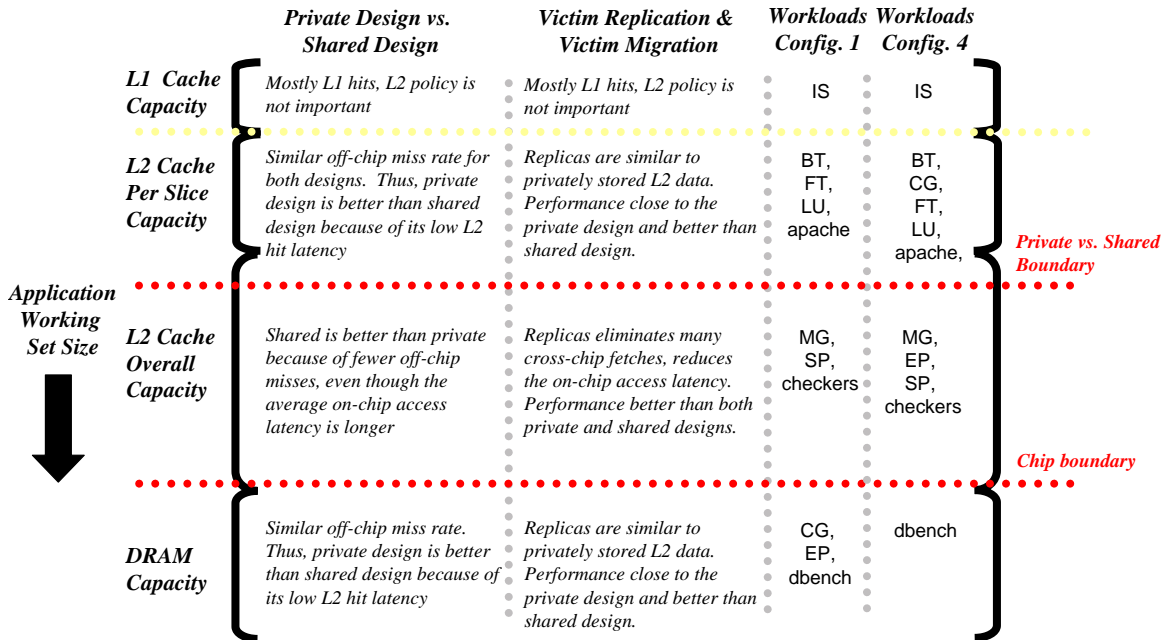 Private Design vs.
Shared Design
Victim Replication &
Victim Migration
Workloads
Config. 1
Workloads
Config. 4
L1 Cache
Capacity
Mostly L1 hits, L2 policy is
not important
Mostly L1 hits, L2 policy is
not important
IS
IS
L2 Cache
Per Slice
Capacity
Similar off-chip miss rate for
both designs. Thus, private
design is better than shared
design because of its low L2
hit latency
Replicas are similar to
privately stored L2 data.
Performance close to the
private design and better than
shared design.
BT,
FT,
LU,
apache
BT,
CG,
FT,
LU,
apache,
Private vs. Shared
Boundary
Application
Working
Set Size
L2 Cache
Overall
Capacity
Shared is better than private
because of fewer off-chip
misses, even though the
average on-chip access
latency is longer
Replicas eliminates many
cross-chip fetches, reduces
the on-chip access latency.
Performance better than both
private and shared designs.
MG,
SP,
checkers
MG,
EP,
SP,
checkers
Chip boundary
DRAM
Capacity
Similar off-chip miss rate.
Thus, private design is better
than shared design because of
its low L2 hit latency
Replicas are similar to
privately stored L2 data.
Performance close to the
private design and better than
shared design.
CG,
EP,
dbench
dbench